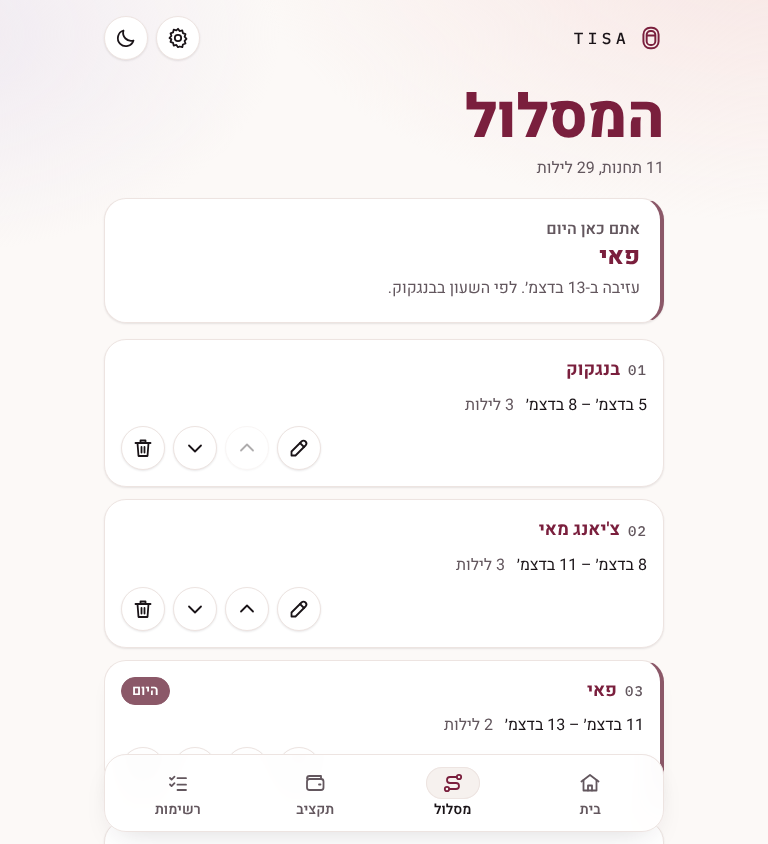 TISA
המסלול
11 תחנות, 29 לילות
אתם כאן היום
פאי
עזיבה ב-13 בדצמ׳. לפי השעון בבנגקוק.
01 בנגקוק
5 בדצמ׳ – 8 בדצמ׳ 3 לילות
02 צ'יאנג מאי
8 בדצמ׳ – 11 בדצמ׳ 3 לילות
03 פאי היום
11 בדצמ׳ – 13 בדצמ׳ 2 לילות
בית מסלול תקציב רשימות